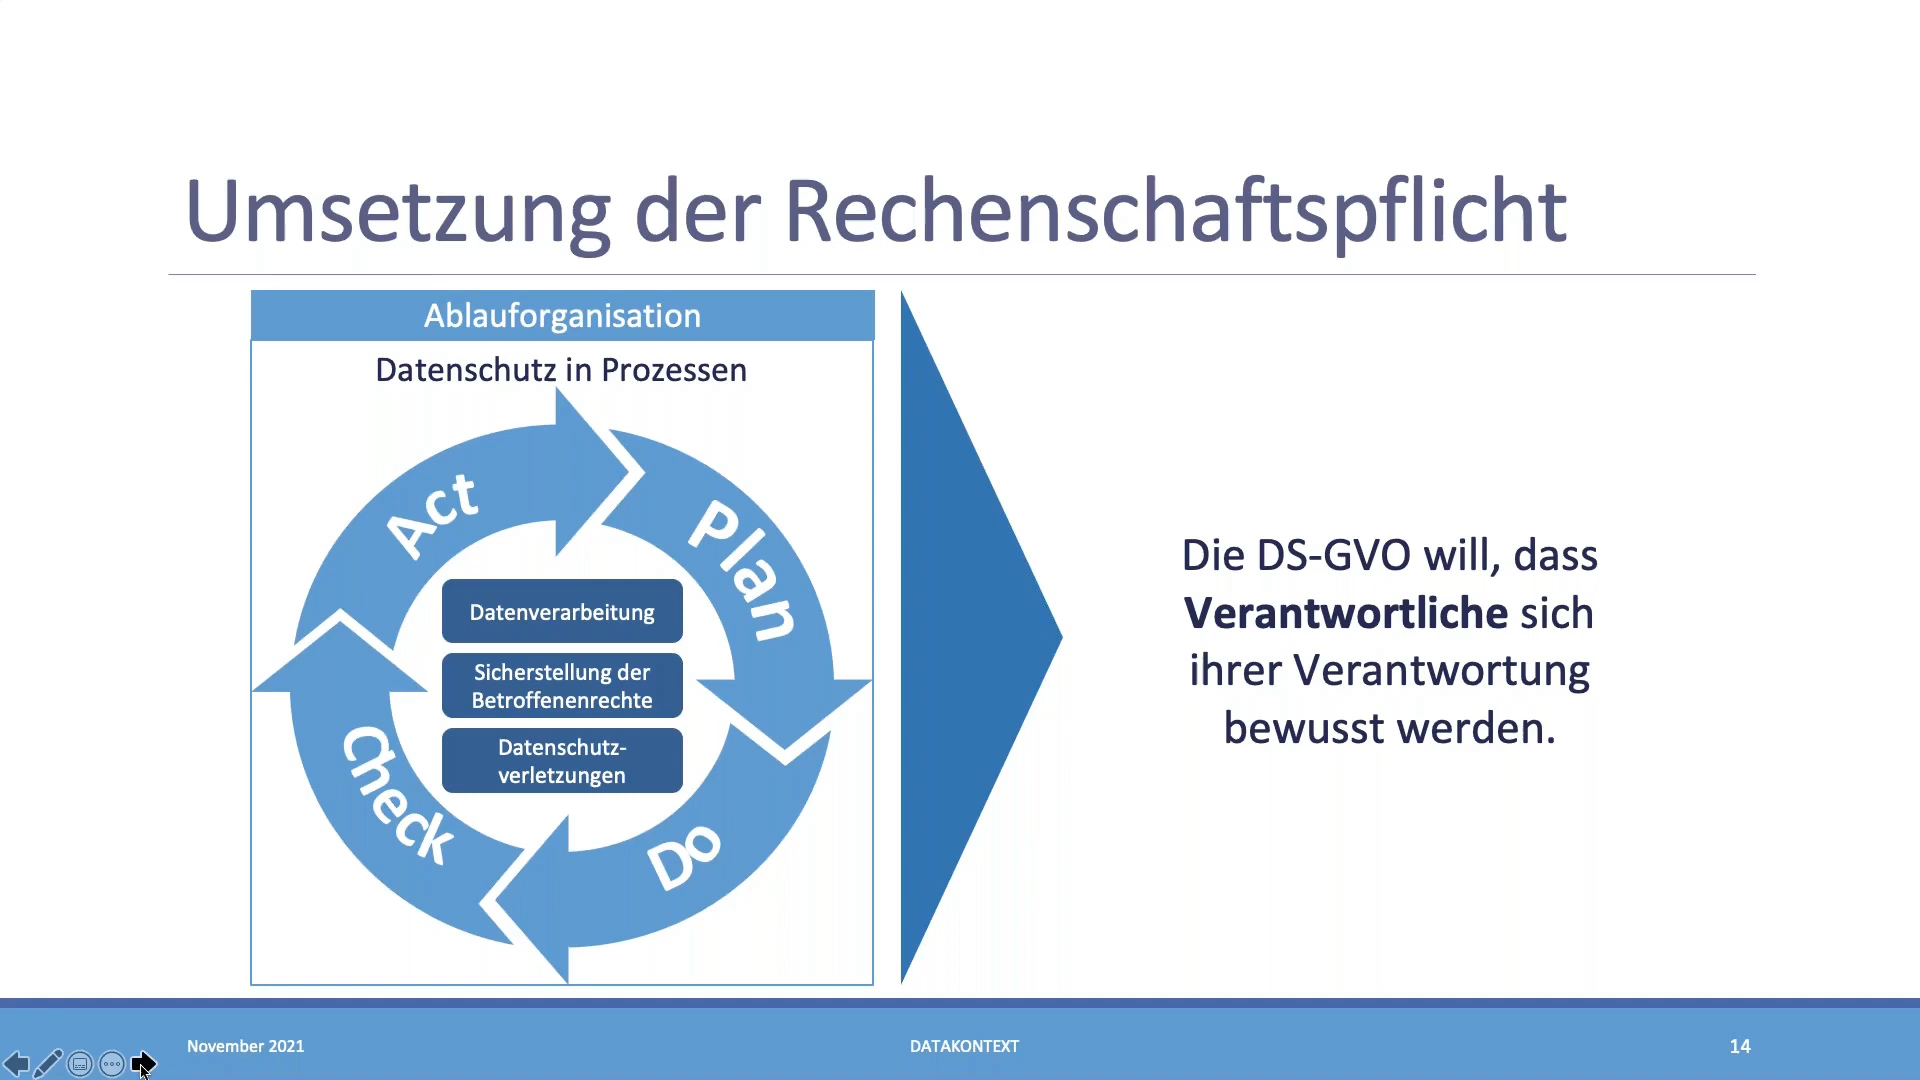 Umsetzung der Rechenschaftspflicht
Ablauforganisation
Datenschutz in Prozessen
Act
Plan
Do
Check
Datenverarbeitung
Sicherstellung der
Betroffenenrechte
Datenschutz-
verletzungen
Die DS-GVO will, dass
Verantwortliche sich
ihrer Verantwortung
bewusst werden.
November 2021
DATAKONTEXT
14